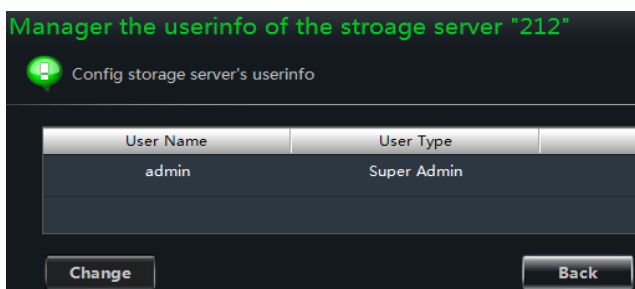 Manager the userinfo of the stroage server "212"
Config storage server's userinfo
User Name User Type
admin Super Admin
Change Back